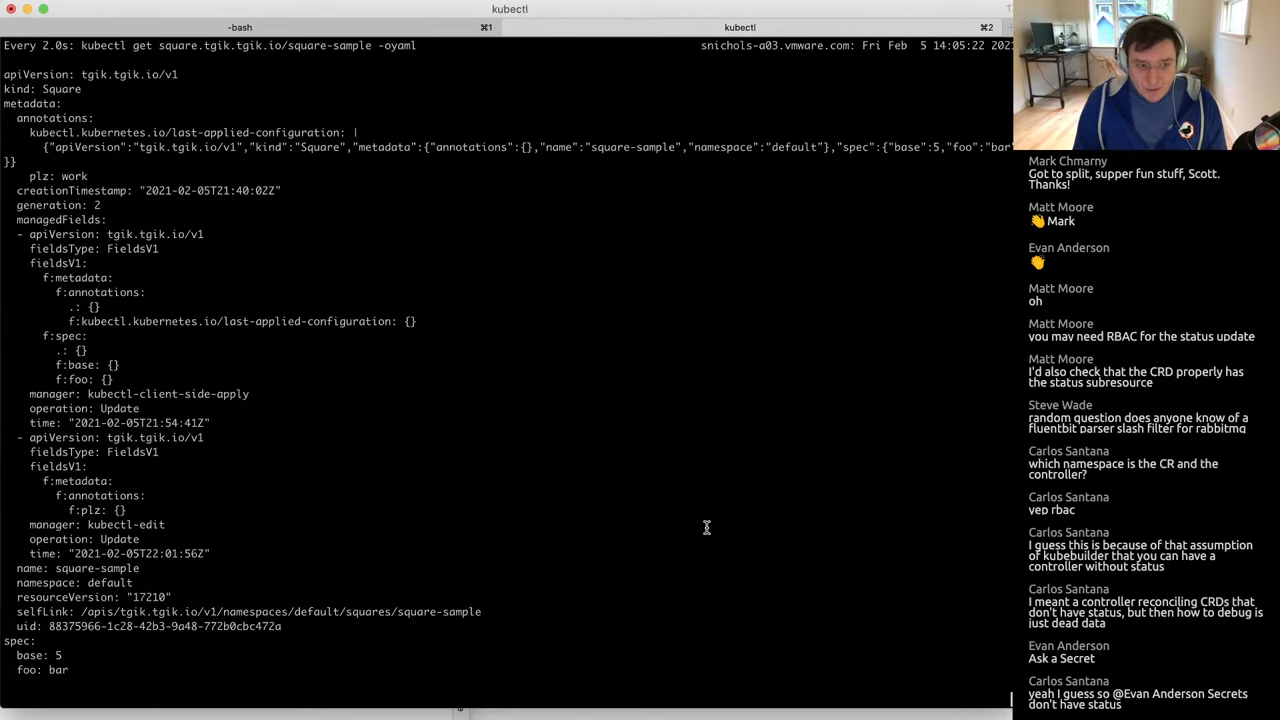 kubectl
-bash ⌘1 kubectl ⌘2
Every 2.0s: kubectl get square.tgik.tgik.io/square-sample -oyaml snichols-a03.vmware.com: Fri Feb 5 14:05:22 2021
apiVersion: tgik.tgik.io/v1
kind: Square
metadata:
  annotations:
    kubectl.kubernetes.io/last-applied-configuration: |
      {"apiVersion":"tgik.tgik.io/v1","kind":"Square","metadata":{"annotations":{},"name":"square-sample","namespace":"default"},"spec":{"base":5,"foo":"bar"
}}
    plz: work
  creationTimestamp: "2021-02-05T21:40:02Z"
  generation: 2
  managedFields:
  - apiVersion: tgik.tgik.io/v1
    fieldsType: FieldsV1
    fieldsV1:
      f:metadata:
        f:annotations:
          .: {}
          f:kubectl.kubernetes.io/last-applied-configuration: {}
      f:spec:
        .: {}
        f:base: {}
        f:foo: {}
    manager: kubectl-client-side-apply
    operation: Update
    time: "2021-02-05T21:54:41Z"
  - apiVersion: tgik.tgik.io/v1
    fieldsType: FieldsV1
    fieldsV1:
      f:metadata:
        f:annotations:
          f:plz: {}
    manager: kubectl-edit
    operation: Update
    time: "2021-02-05T22:01:56Z"
  name: square-sample
  namespace: default
  resourceVersion: "17210"
  selfLink: /apis/tgik.tgik.io/v1/namespaces/default/squares/square-sample
  uid: 88375966-1c28-42b3-9a48-772b0cbc472a
spec:
  base: 5
  foo: bar
Mark Chmarny
Got to split, supper fun stuff, Scott.
Thanks!
Matt Moore
👋 Mark
Evan Anderson
👏
Matt Moore
oh
Matt Moore
you may need RBAC for the status update
Matt Moore
I'd also check that the CRD properly has
the status subresource
Steve Wade
random question does anyone know of a
fluentbit parser slash filter for rabbitmq
Carlos Santana
which namespace is the CR and the
controller?
Carlos Santana
yep rbac
Carlos Santana
I guess this is because of that assumption
of kubebuilder that you can have a
controller without status
Carlos Santana
I meant a controller reconciling CRDs that
don't have status, but then how to debug is
just dead data
Evan Anderson
Ask a Secret
Carlos Santana
yeah I guess so @Evan Anderson Secrets
don't have status